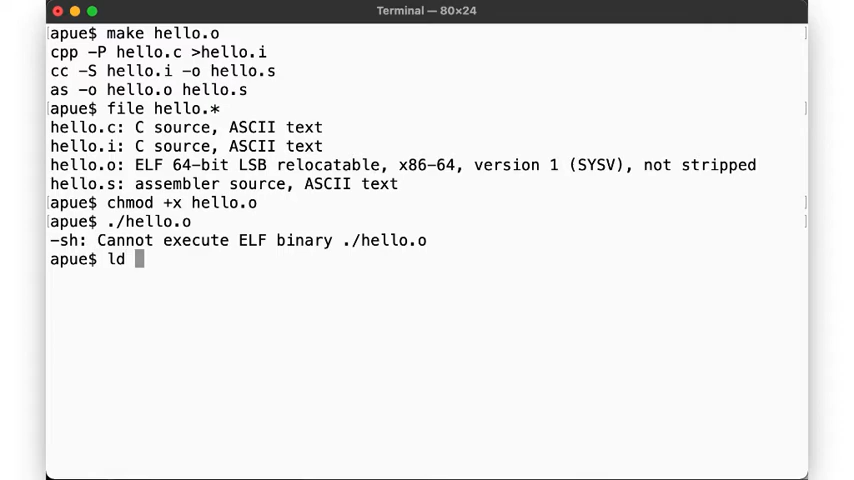 Terminal — 80×24
[apue$ make hello.o ]
cpp -P hello.c >hello.i
cc -S hello.i -o hello.s
as -o hello.o hello.s
[apue$ file hello.* ]
hello.c: C source, ASCII text
hello.i: C source, ASCII text
hello.o: ELF 64-bit LSB relocatable, x86-64, version 1 (SYSV), not stripped
hello.s: assembler source, ASCII text
[apue$ chmod +x hello.o ]
[apue$ ./hello.o ]
-sh: Cannot execute ELF binary ./hello.o
apue$ ld